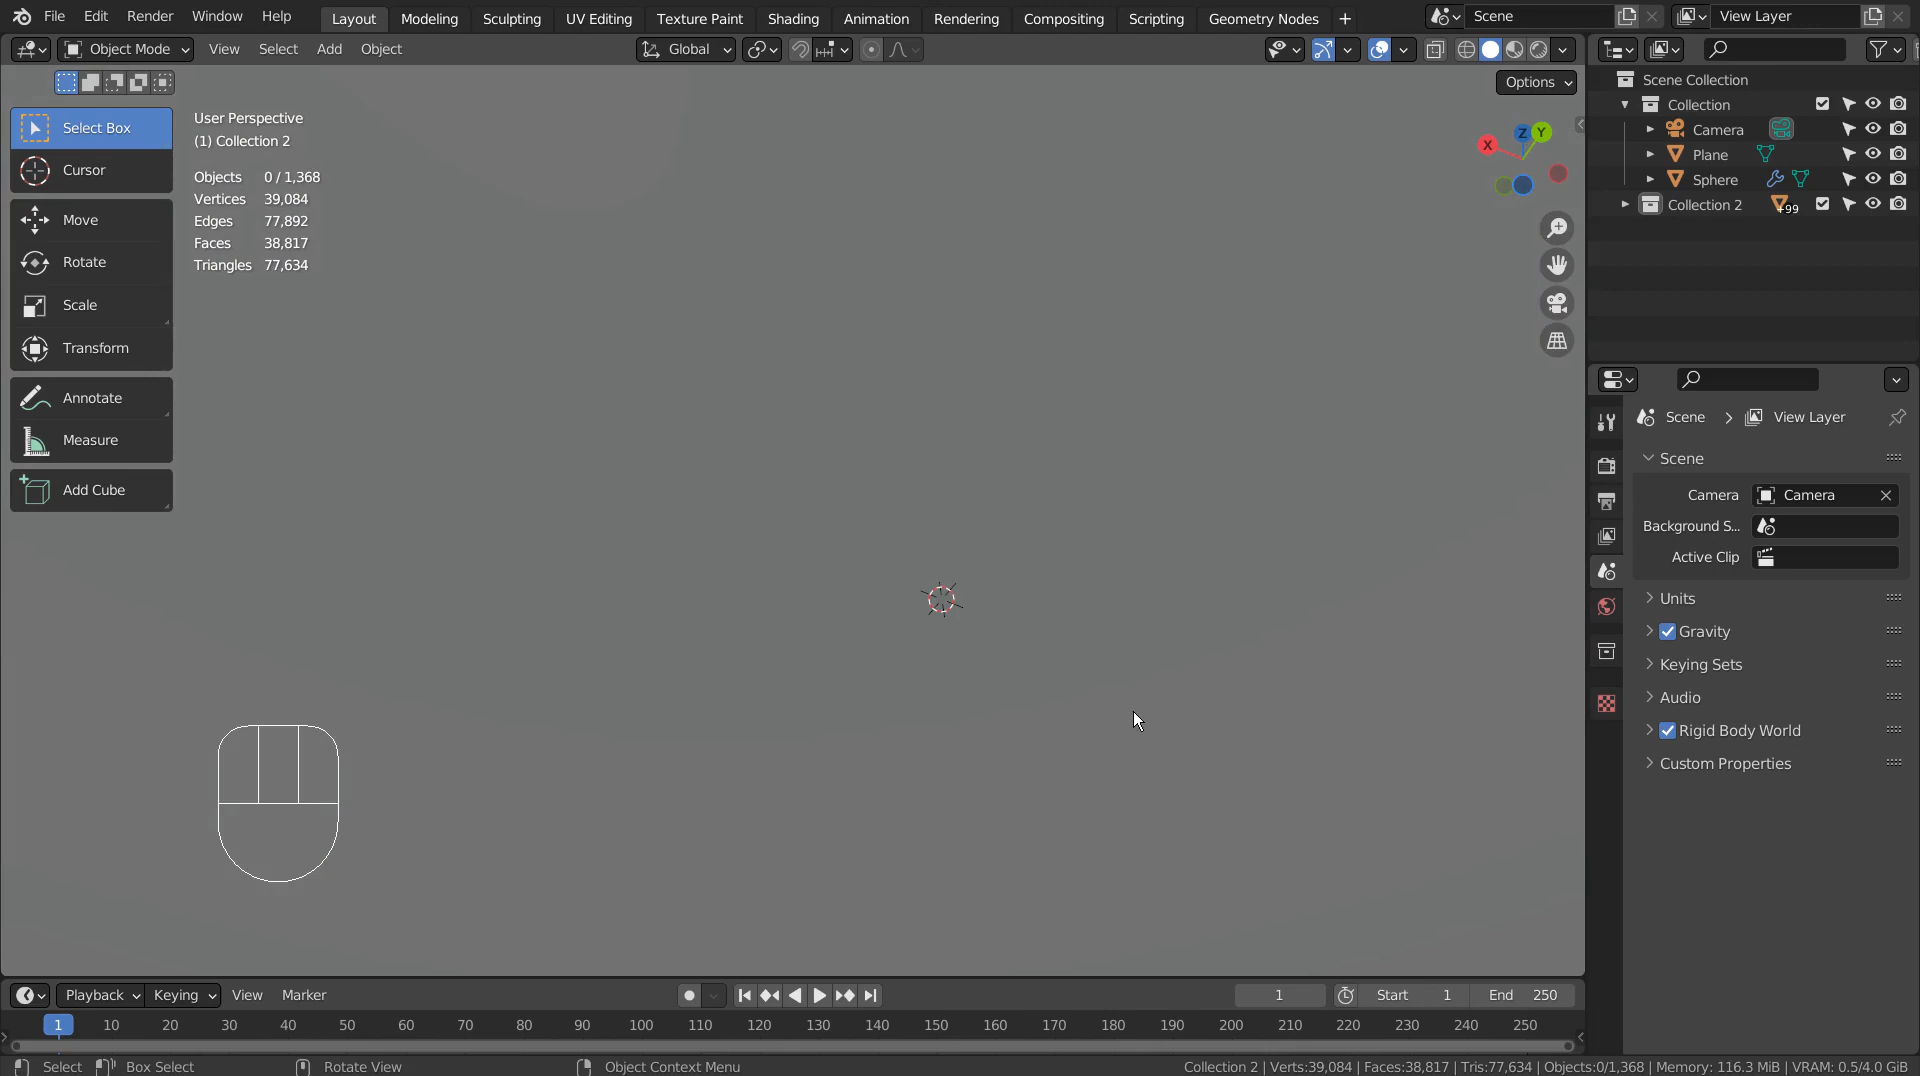 File Edit Render Window Help Layout Modeling Sculpting UV Editing Texture Paint Shading Animation Rendering Compositing Scripting Geometry Nodes + Scene View Layer
Object Mode View Select Add Object Global
Options
Select Box
Cursor
Move
Rotate
Scale
Transform
Annotate
Measure
Add Cube
User Perspective
(1) Collection 2
Objects 0 / 1,368
Vertices 39,084
Edges 77,892
Faces 38,817
Triangles 77,634
X Z Y
Scene Collection
Collection
Camera
Plane
Sphere
Collection 2 +99
Scene > View Layer
Scene
Camera Camera
Background S...
Active Clip
Units
Gravity
Keying Sets
Audio
Rigid Body World
Custom Properties
Playback Keying View Marker 1 Start 1 End 250
1 10 20 30 40 50 60 70 80 90 100 110 120 130 140 150 160 170 180 190 200 210 220 230 240 250
Select Box Select Rotate View Object Context Menu Collection 2 | Verts:39,084 | Faces:38,817 | Tris:77,634 | Objects:0/1,368 | Memory: 116.3 MiB | VRAM: 0.5/4.0 GiB